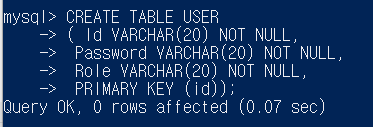 mysql> CREATE TABLE USER
    -> ( Id VARCHAR(20) NOT NULL,
    ->  Password VARCHAR(20) NOT NULL,
    ->  Role VARCHAR(20) NOT NULL,
    ->  PRIMARY KEY (id));
Query OK, 0 rows affected (0.07 sec)